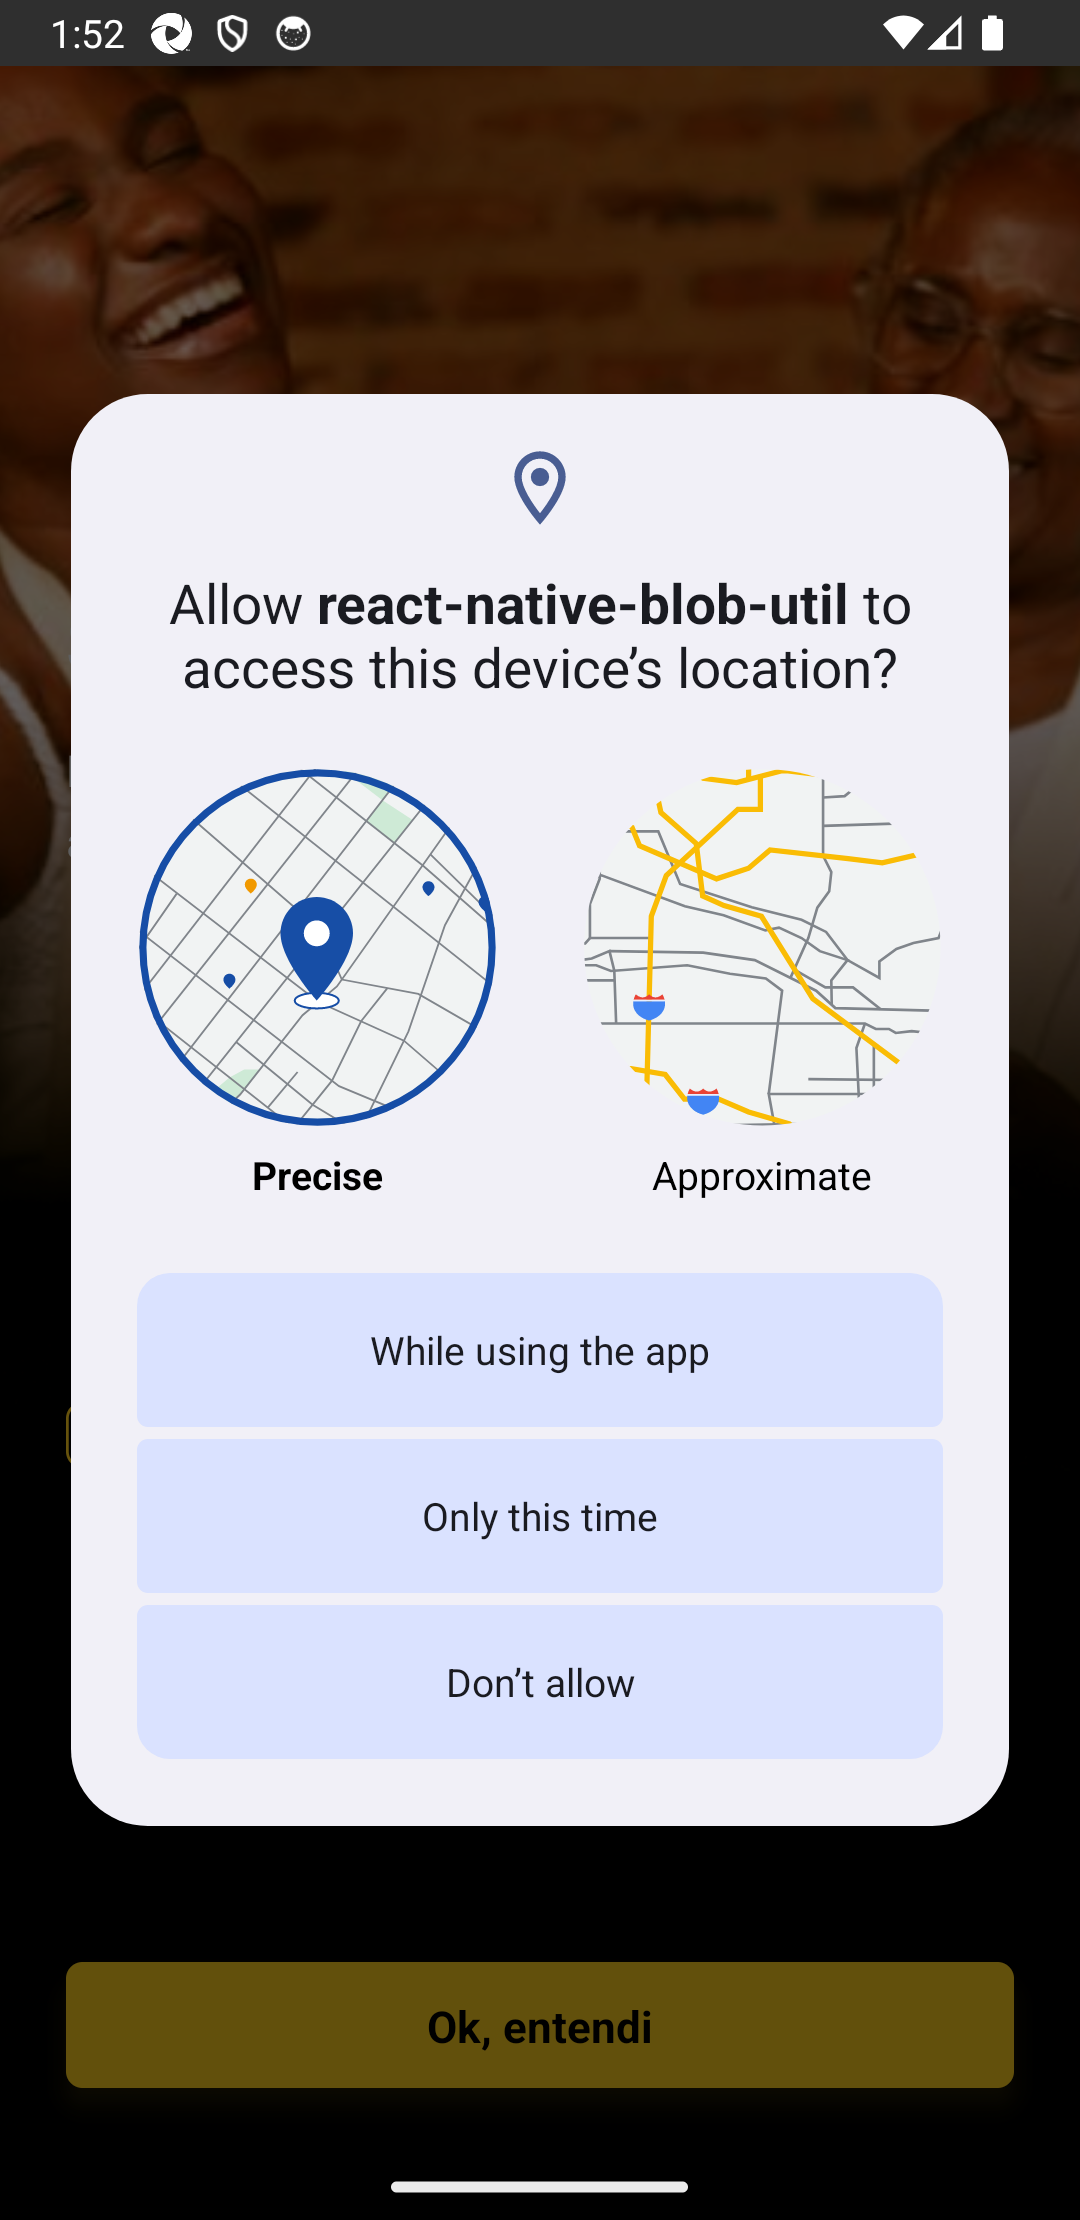 1:52
Allow react-native-blob-util to
access this device’s location?
Precise
Approximate
While using the app
Only this time
Don’t allow
Ok, entendi